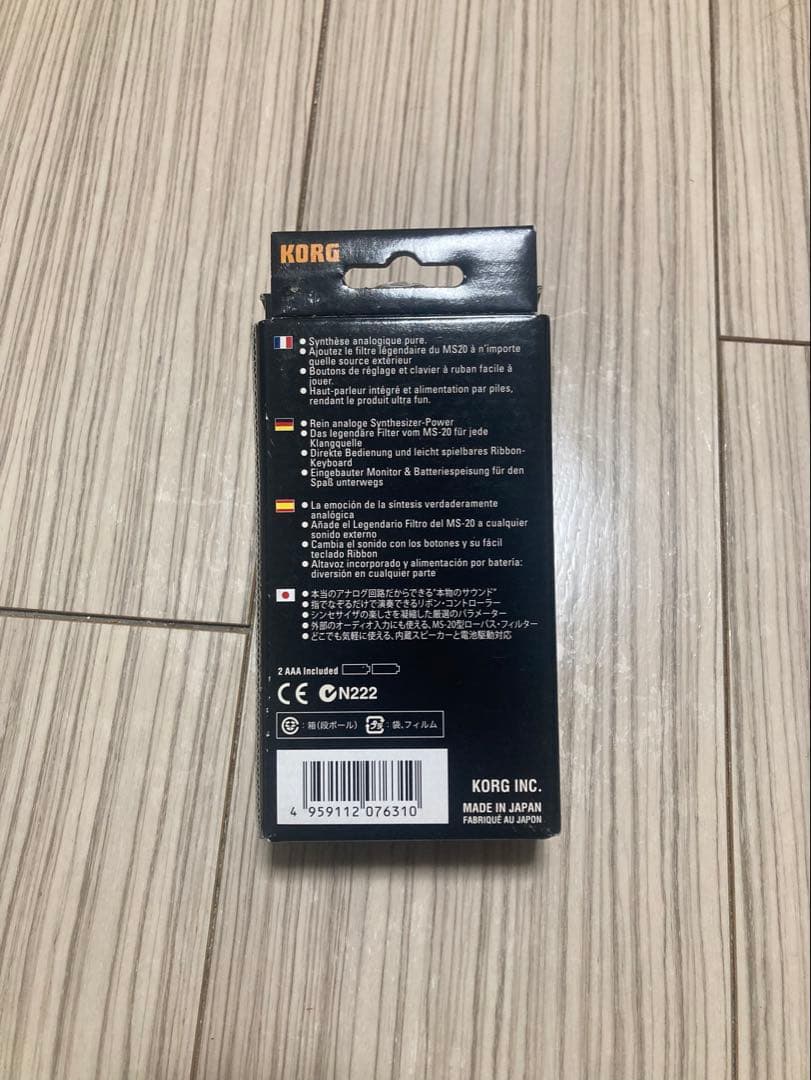 KORG
● Synthèse analogique pure.
● Ajoutez le filtre légendaire du MS20 à n'importe
quelle source extérieur
● Boutons de réglage et clavier à ruban facile à
jouer.
● Haut-parleur intégré et alimentation par piles,
rendant le produit ultra fun.
● Rein analoge Synthesizer-Power
● Das legendäre Filter vom MS-20 für jede
Klangquelle
● Direkte Bedienung und leicht spielbares Ribbon-
Keyboard
● Eingebauter Monitor & Batteriespeisung für den
Spaß unterwegs
● La emoción de la síntesis verdaderamente
analógica
● Añade el Legendario Filtro del MS-20 a cualquier
sonido externo
● Cambia el sonido con los botones y su fácil
teclado Ribbon
● Altavoz incorporado y alimentación por batería:
diversión en cualquier parte
● 本当のアナログ回路だからできる"本物のサウンド"
● 指でなぞるだけで演奏できるリボン・コントローラー
● シンセサイザの楽しさを凝縮した厳選のパラメーター
● 外部のオーディオ入力にも使える、MS-20型ローパス・フィルター
● どこでも気軽に使える、内蔵スピーカーと電池駆動対応
2 AAA Included
CE N222
紙 : 箱(段ボール) プラ : 袋、フィルム
4 959112 076310
KORG INC.
MADE IN JAPAN
FABRIQUÉ AU JAPON